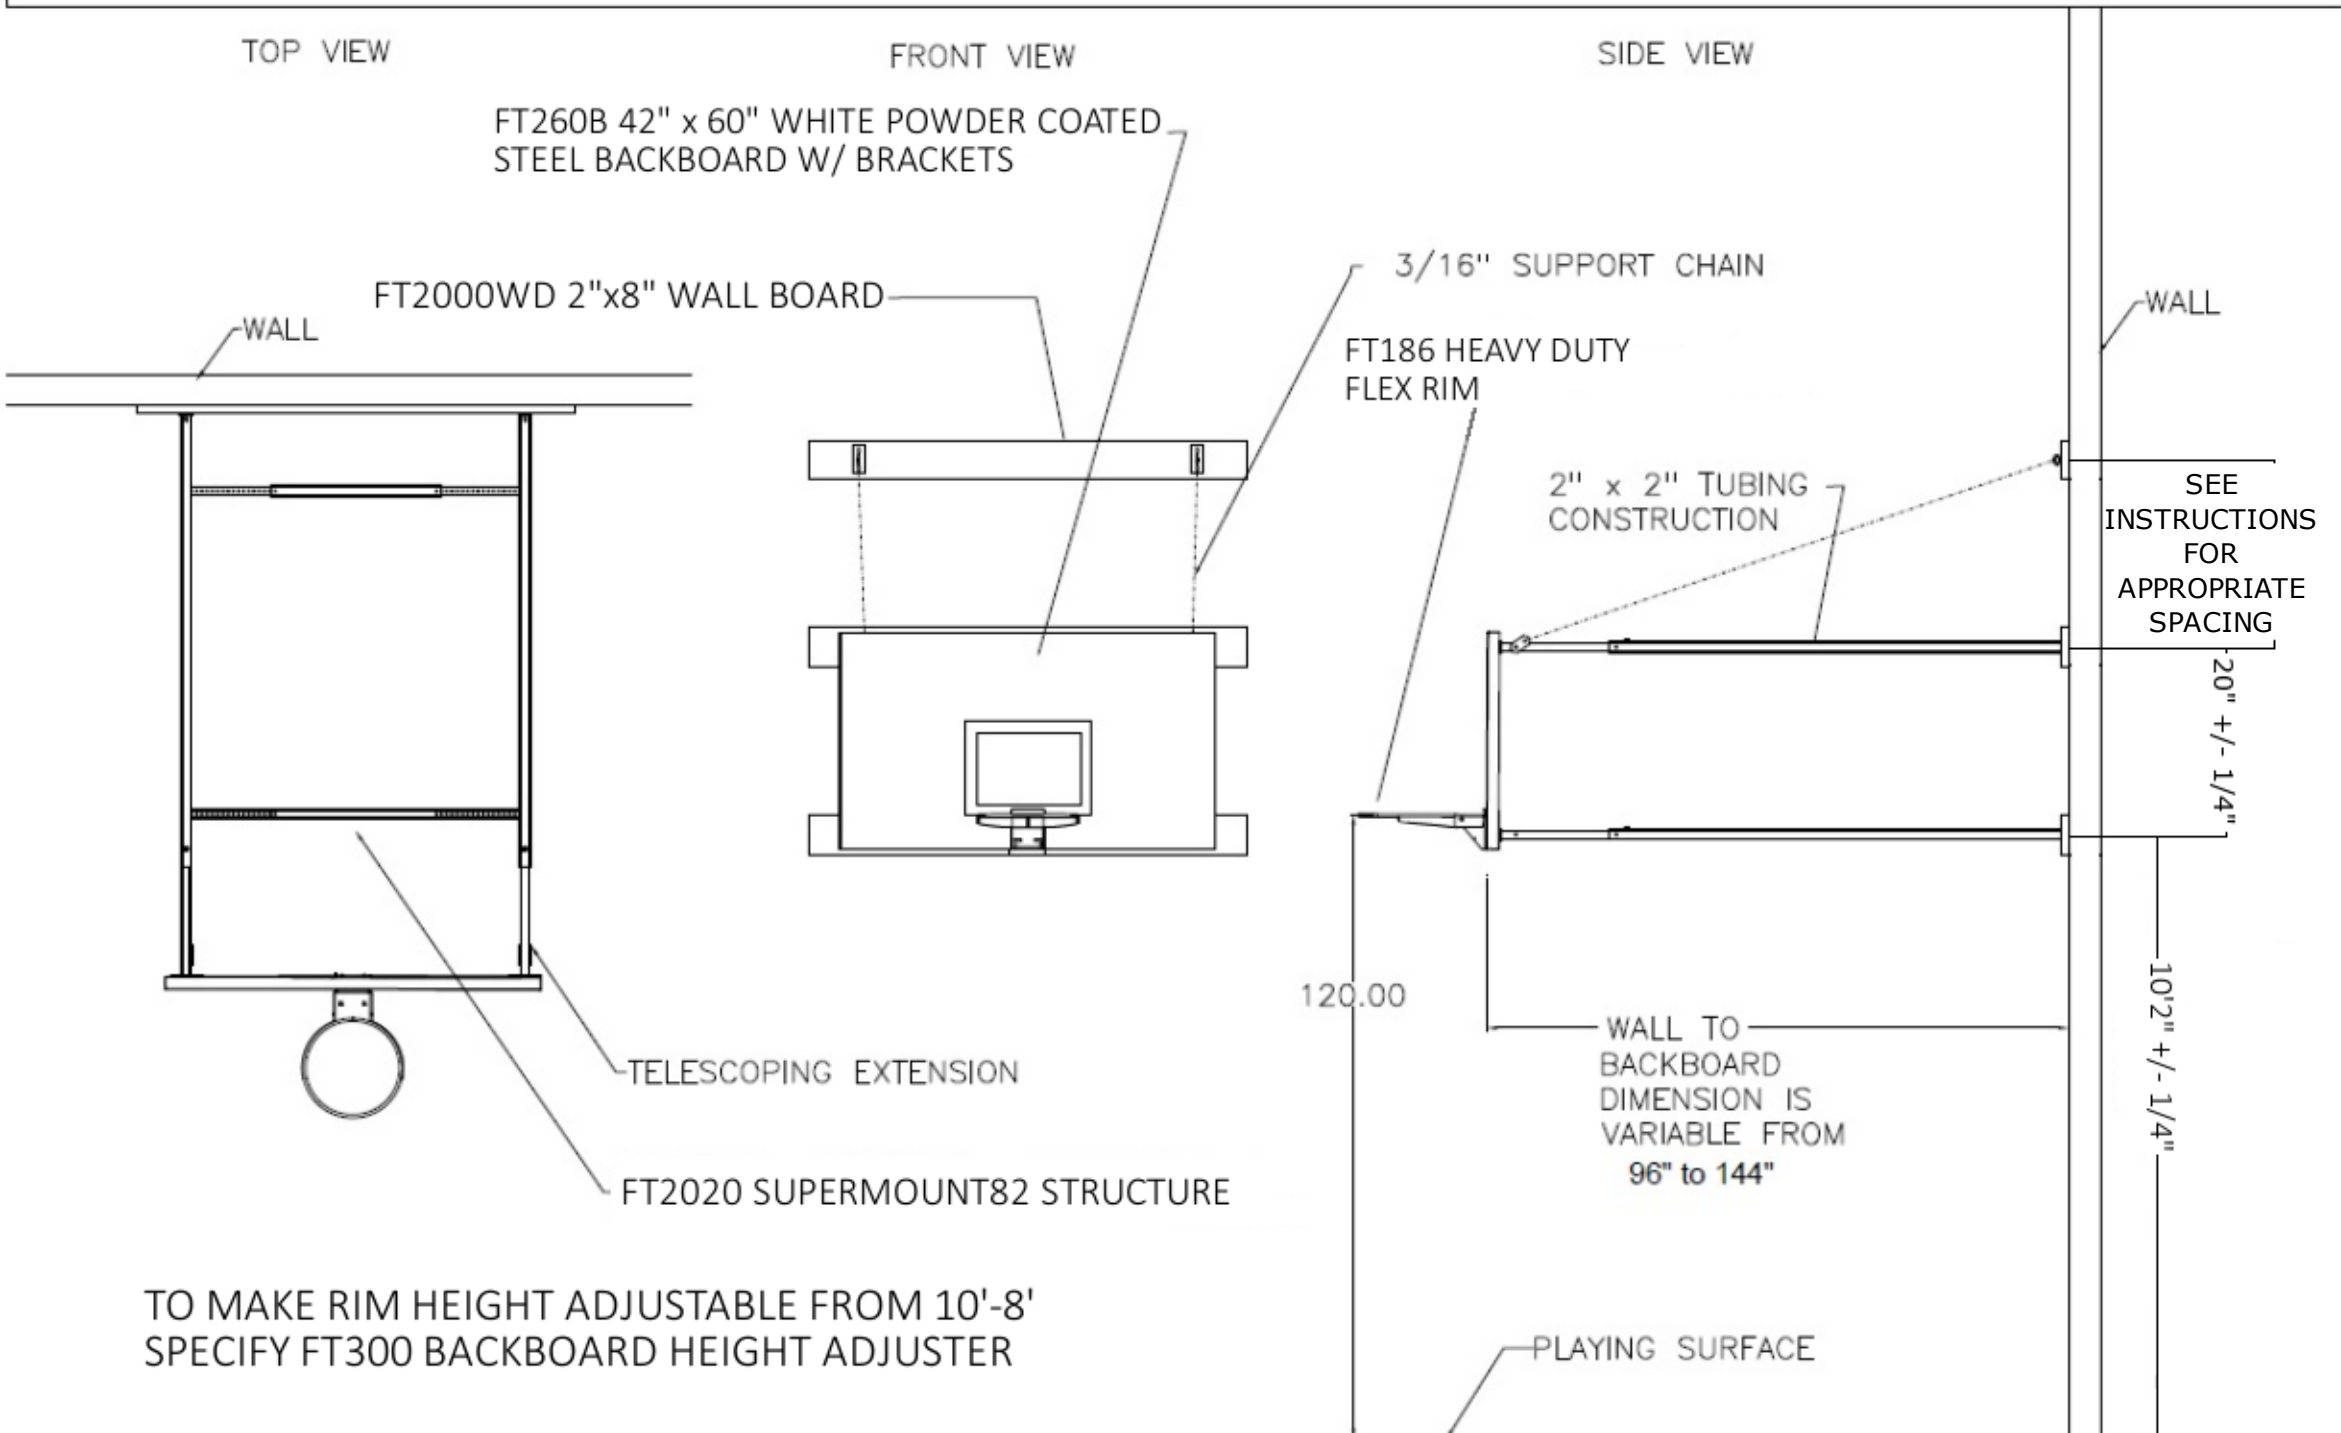 TOP VIEW
FRONT VIEW
SIDE VIEW
FT260B 42" x 60" WHITE POWDER COATED
STEEL BACKBOARD W/ BRACKETS
FT2000WD 2"x8" WALL BOARD
WALL
3/16" SUPPORT CHAIN
FT186 HEAVY DUTY
FLEX RIM
WALL
2" x 2" TUBING
CONSTRUCTION
SEE
INSTRUCTIONS
FOR
APPROPRIATE
SPACING
20" +/- 1/4"
120.00
WALL TO
BACKBOARD
DIMENSION IS
VARIABLE FROM
96" to 144"
10'2" +/- 1/4"
TELESCOPING EXTENSION
FT2020 SUPERMOUNT82 STRUCTURE
TO MAKE RIM HEIGHT ADJUSTABLE FROM 10'-8'
SPECIFY FT300 BACKBOARD HEIGHT ADJUSTER
PLAYING SURFACE